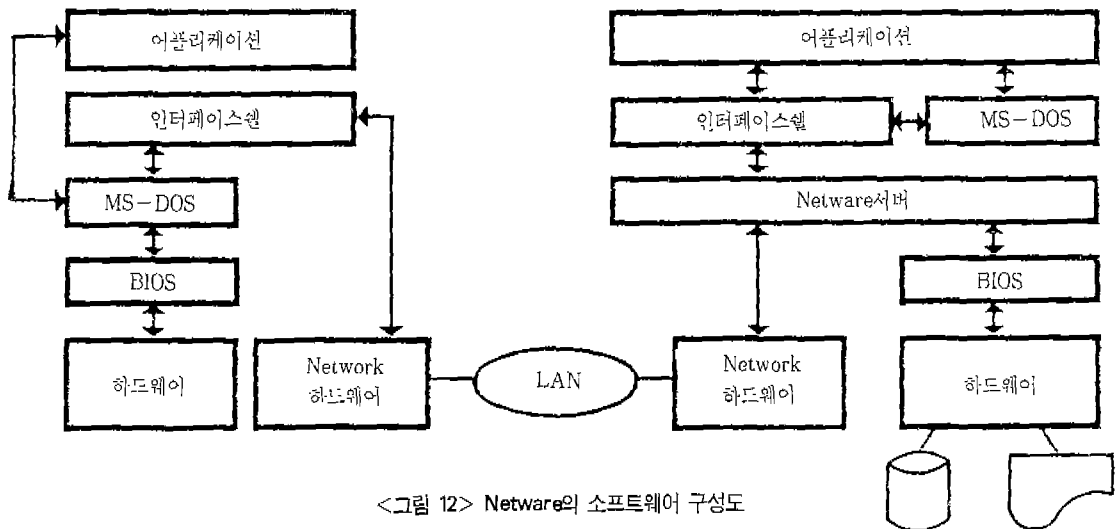 어플리케이션
인터페이스쉘
MS-DOS
BIOS
하드웨어
Network
하드웨어
LAN
어플리케이션
인터페이스쉘
MS-DOS
Netware서버
BIOS
Network
하드웨어
하드웨어
<그림 12> Netware의 소프트웨어 구성도